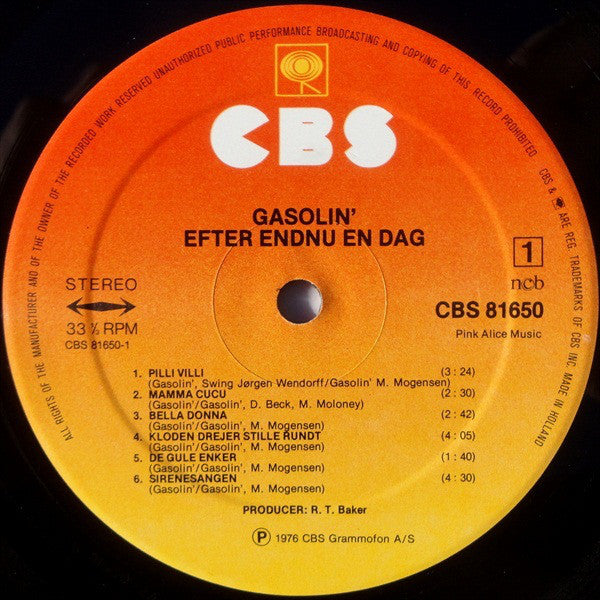 ALL RIGHTS OF THE MANUFACTURER AND OF THE OWNER OF THE RECORDED WORK RESERVED UNAUTHORIZED PUBLIC PERFORMANCE BROADCASTING AND COPYING OF THIS RECORD PROHIBITED
CBS & ARE REG. TRADEMARKS OF CBS INC. MADE IN HOLLAND
CBS
GASOLIN'
EFTER ENDNU EN DAG
STEREO
33⅓ RPM
CBS 81650-1
1
ncb
CBS 81650
Pink Alice Music
1. PILLI VILLI (3 : 24)
(Gasolin', Swing Jørgen Wendorff/Gasolin' M. Mogensen)
2. MAMMA CUCU (2 : 30)
(Gasolin'/Gasolin', D. Beck, M. Moloney)
3. BELLA DONNA (2 : 42)
(Gasolin'/Gasolin', M. Mogensen)
4. KLODEN DREJER STILLE RUNDT (4 : 05)
(Gasolin'/Gasolin', M. Mogensen)
5. DE GULE ENKER (1 : 40)
(Gasolin'/Gasolin', M. Mogensen)
6. SIRENESANGEN (4 : 30)
(Gasolin'/Gasolin', M. Mogensen)
PRODUCER: R. T. Baker
Ⓟ 1976 CBS Grammofon A/S